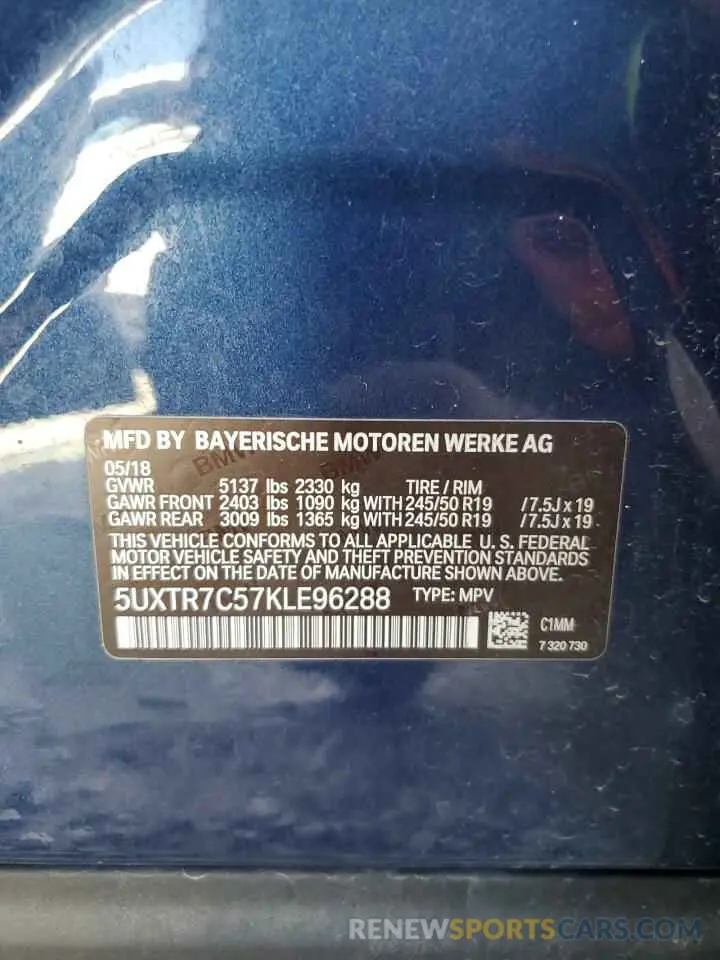 MFD BY BAYERISCHE MOTOREN WERKE AG
05/18
GVWR 5137 lbs 2330 kg TIRE / RIM
GAWR FRONT 2403 lbs 1090 kg WITH 245/50 R19 /7.5J x 19
GAWR REAR 3009 lbs 1365 kg WITH 245/50 R19 /7.5J x 19
THIS VEHICLE CONFORMS TO ALL APPLICABLE U. S. FEDERAL
MOTOR VEHICLE SAFETY AND THEFT PREVENTION STANDARDS
IN EFFECT ON THE DATE OF MANUFACTURE SHOWN ABOVE.
5UXTR7C57KLE96288 TYPE: MPV
C1MM
7 320 730
RENEWSPORTSCARS.COM